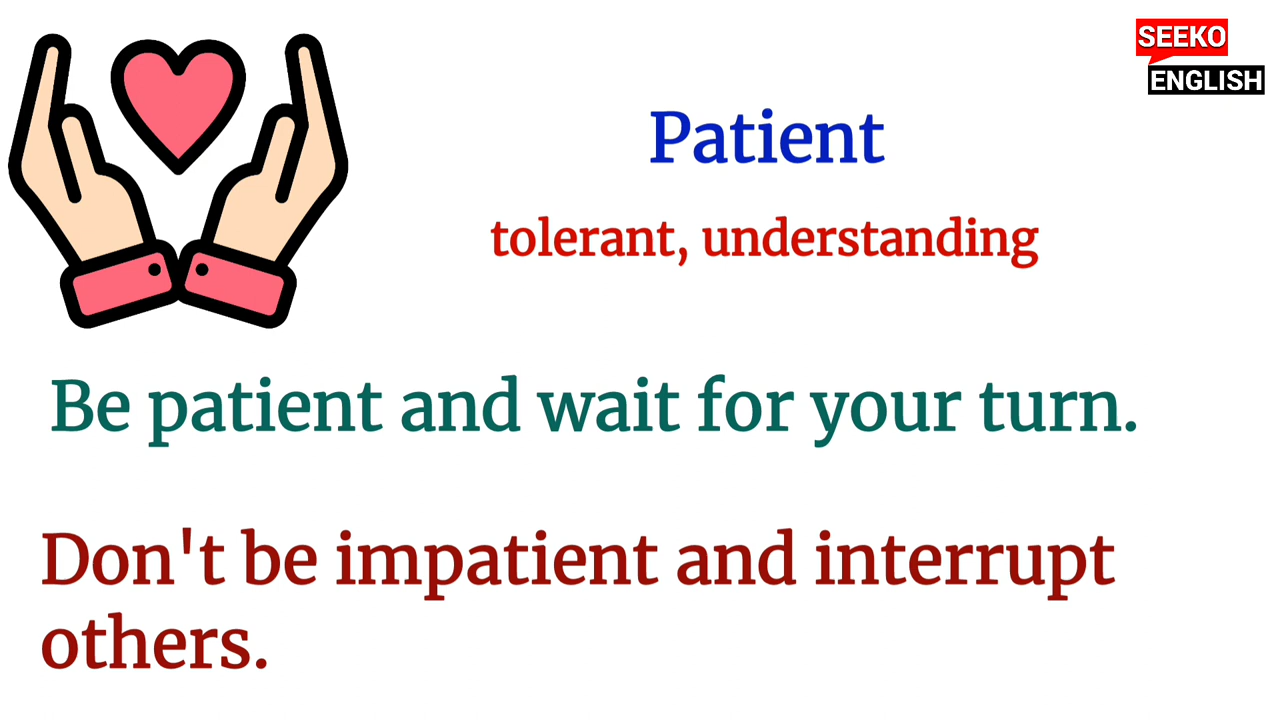 SEEKO
ENGLISH
Patient
tolerant, understanding
Be patient and wait for your turn.
Don't be impatient and interrupt
others.